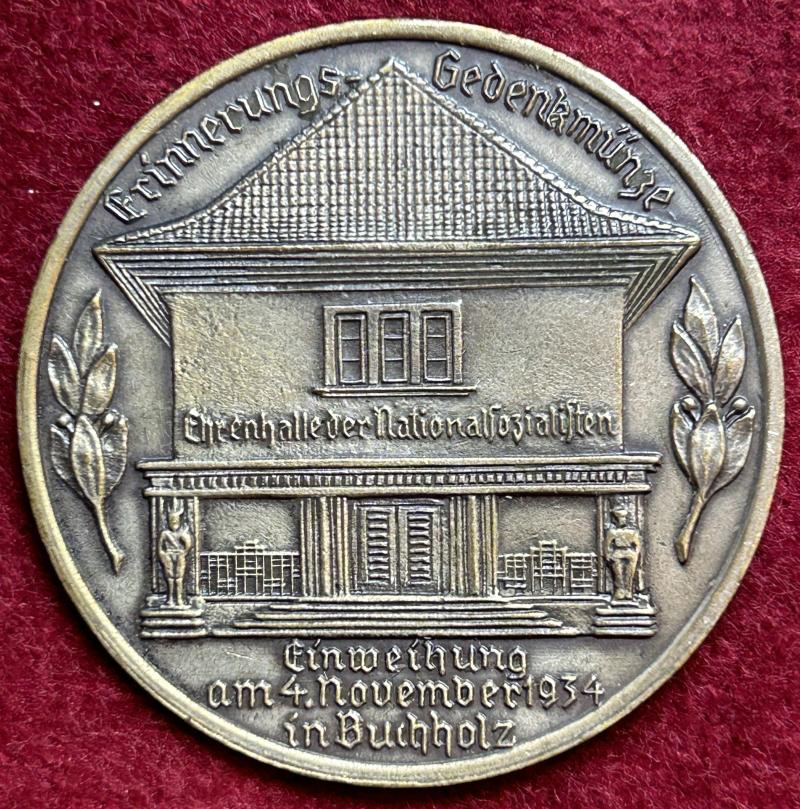 Erinnerungs-Gedenkmünze
Ehrenhalle der Nationalsozialisten
Einweihung
am 4. November 1934
in Buchholz